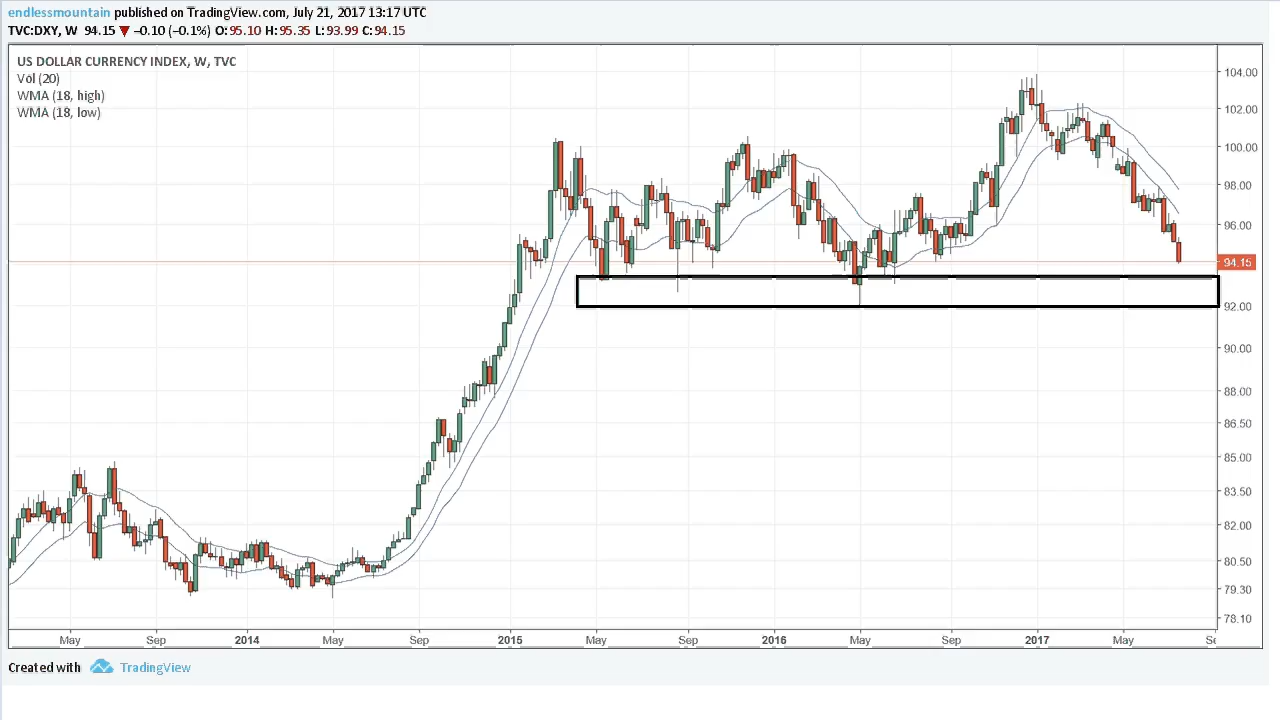 endlessmountain published on TradingView.com, July 21, 2017 13:17 UTC
TVC:DXY, W 94.15 ▼ −0.10 (−0.1%) O:95.10 H:95.35 L:93.99 C:94.15
US DOLLAR CURRENCY INDEX, W, TVC
Vol (20)
WMA (18, high)
WMA (18, low)
104.00
102.00
100.00
98.00
96.00
94.15
92.00
90.00
88.00
86.50
85.00
83.50
82.00
80.50
79.30
78.10
May Sep 2014 May Sep 2015 May Sep 2016 May Sep 2017 May
Created with TradingView